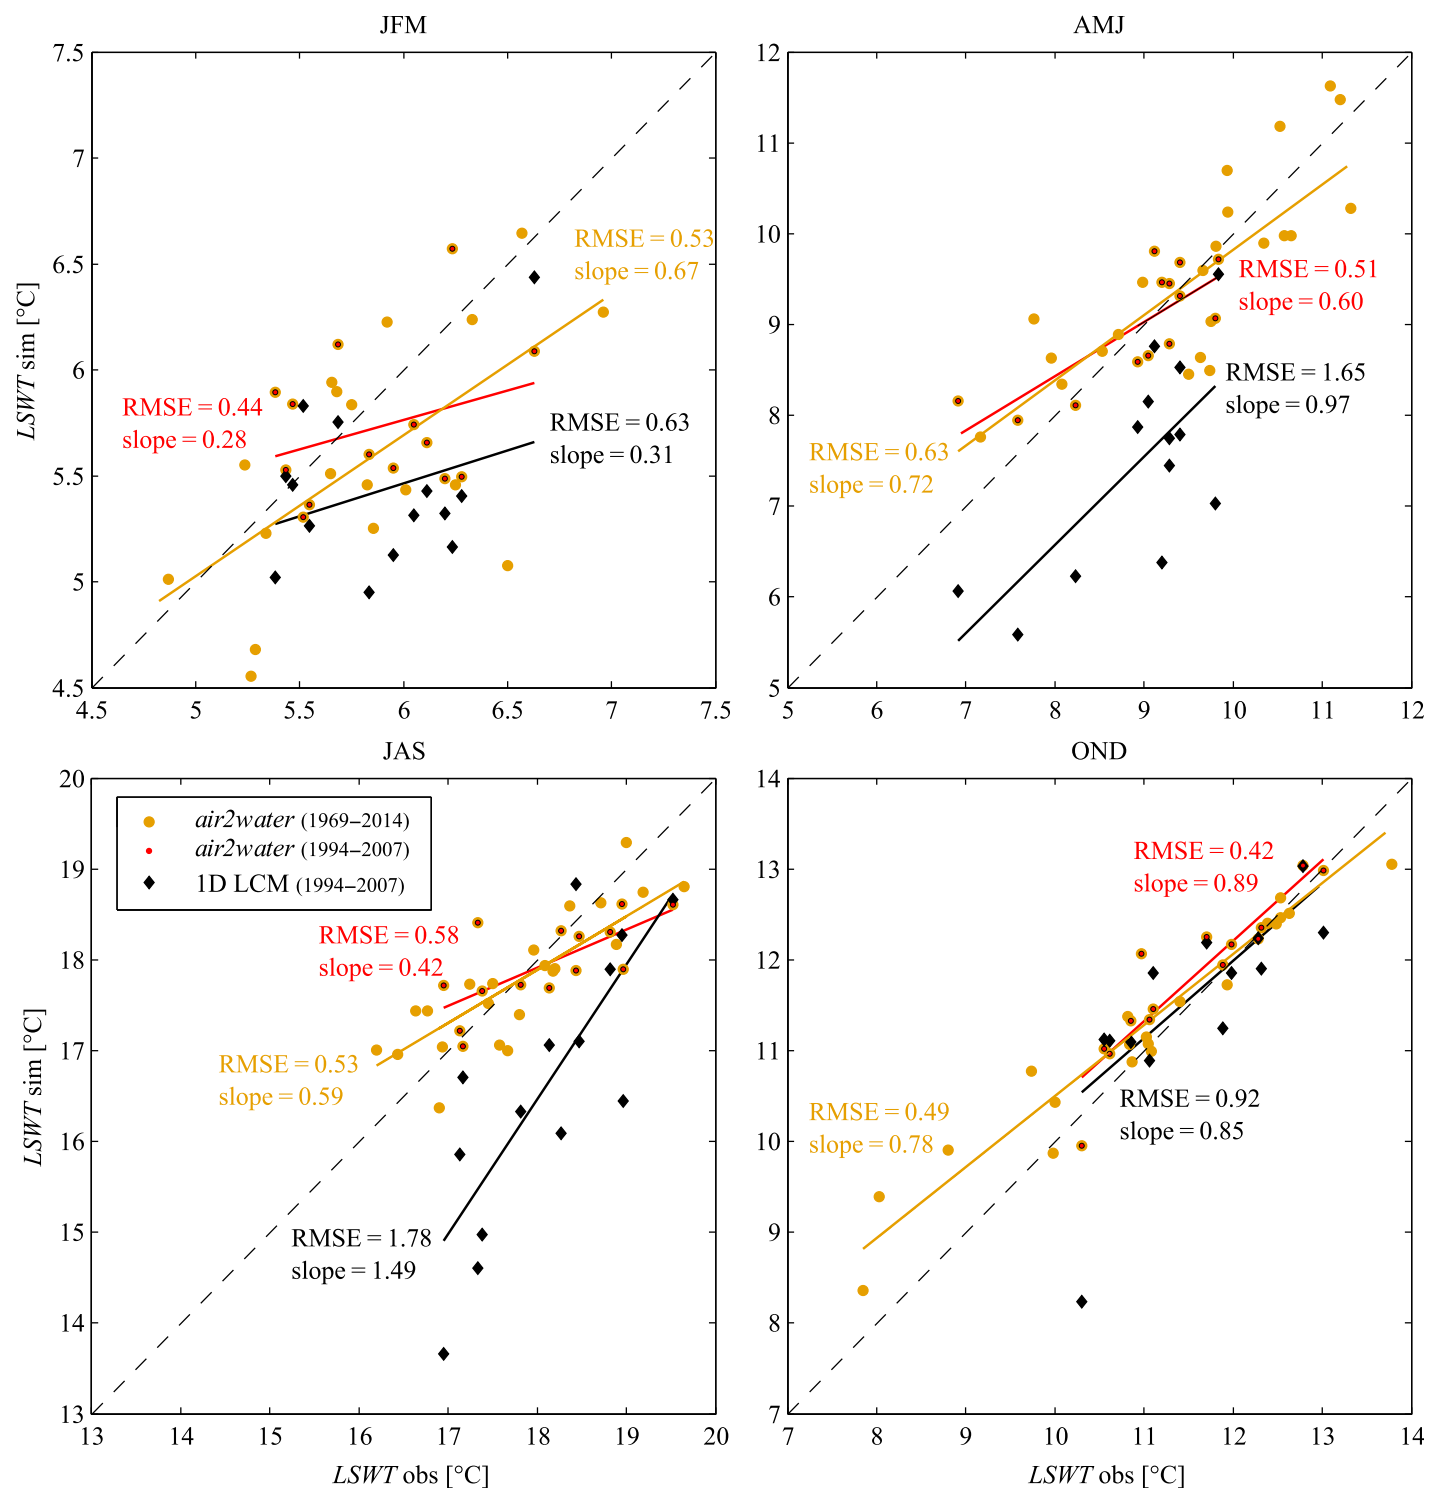 JFM
7.5
7
6.5
6
5.5
5
4.5
LSWT sim [°C]
RMSE = 0.53
slope = 0.67
RMSE = 0.44
slope = 0.28
RMSE = 0.63
slope = 0.31
4.5 5 5.5 6 6.5 7 7.5
AMJ
12
11
10
9
8
7
6
5
RMSE = 0.51
slope = 0.60
RMSE = 1.65
slope = 0.97
RMSE = 0.63
slope = 0.72
5 6 7 8 9 10 11 12
JAS
20
19
18
17
16
15
14
13
LSWT sim [°C]
air2water (1969–2014)
air2water (1994–2007)
1D LCM (1994–2007)
RMSE = 0.58
slope = 0.42
RMSE = 0.53
slope = 0.59
RMSE = 1.78
slope = 1.49
13 14 15 16 17 18 19 20
LSWT obs [°C]
OND
14
13
12
11
10
9
8
7
RMSE = 0.42
slope = 0.89
RMSE = 0.92
slope = 0.85
RMSE = 0.49
slope = 0.78
7 8 9 10 11 12 13 14
LSWT obs [°C]